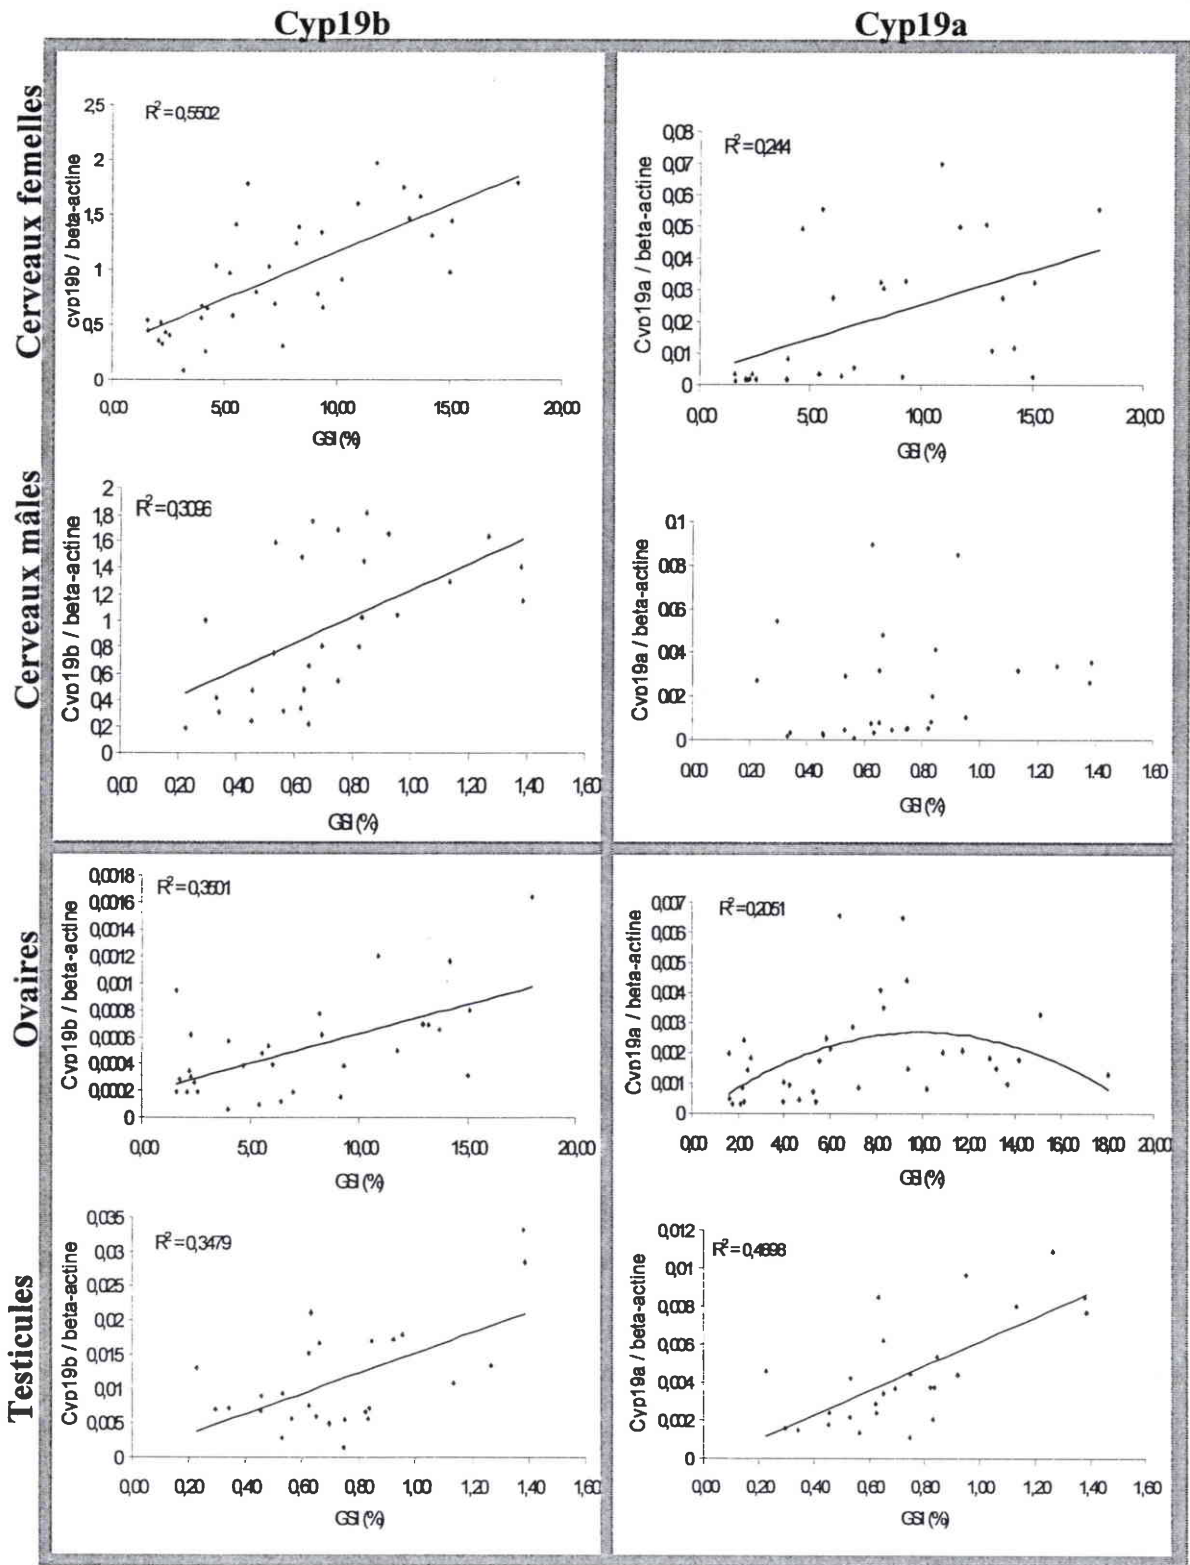 Cyp19b
Cyp19a
Cerveaux femelles
cyp19b / beta-actine
R²=0,5502
2,5
2
1,5
1
0,5
0
0,00 5,00 10,00 15,00 20,00
GSI (%)
Cyp19a / beta-actine
R²=0,244
0,08
0,07
0,06
0,05
0,04
0,03
0,02
0,01
0
0,00 5,00 10,00 15,00 20,00
GSI (%)
Cerveaux mâles
Cyp19b / beta-actine
R²=0,3096
2
1,8
1,6
1,4
1,2
1
0,8
0,6
0,4
0,2
0
0,00 0,20 0,40 0,60 0,80 1,00 1,20 1,40 1,60
GSI (%)
Cyp19a / beta-actine
0,1
0,08
0,06
0,04
0,02
0
0,00 0,20 0,40 0,60 0,80 1,00 1,20 1,40 1,60
GSI (%)
Ovaires
Cyp19b / beta-actine
R²=0,3501
0,0018
0,0016
0,0014
0,0012
0,001
0,0008
0,0006
0,0004
0,0002
0
0,00 5,00 10,00 15,00 20,00
GSI (%)
Cyp19a / beta-actine
R²=0,2051
0,007
0,006
0,005
0,004
0,003
0,002
0,001
0
0,00 2,00 4,00 6,00 8,00 10,00 12,00 14,00 16,00 18,00 20,00
GSI (%)
Testicules
Cyp19b / beta-actine
R²=0,3479
0,035
0,03
0,025
0,02
0,015
0,01
0,005
0
0,00 0,20 0,40 0,60 0,80 1,00 1,20 1,40 1,60
GSI (%)
Cyp19a / beta-actine
R²=0,4898
0,012
0,01
0,008
0,006
0,004
0,002
0
0,00 0,20 0,40 0,60 0,80 1,00 1,20 1,40 1,60
GSI (%)